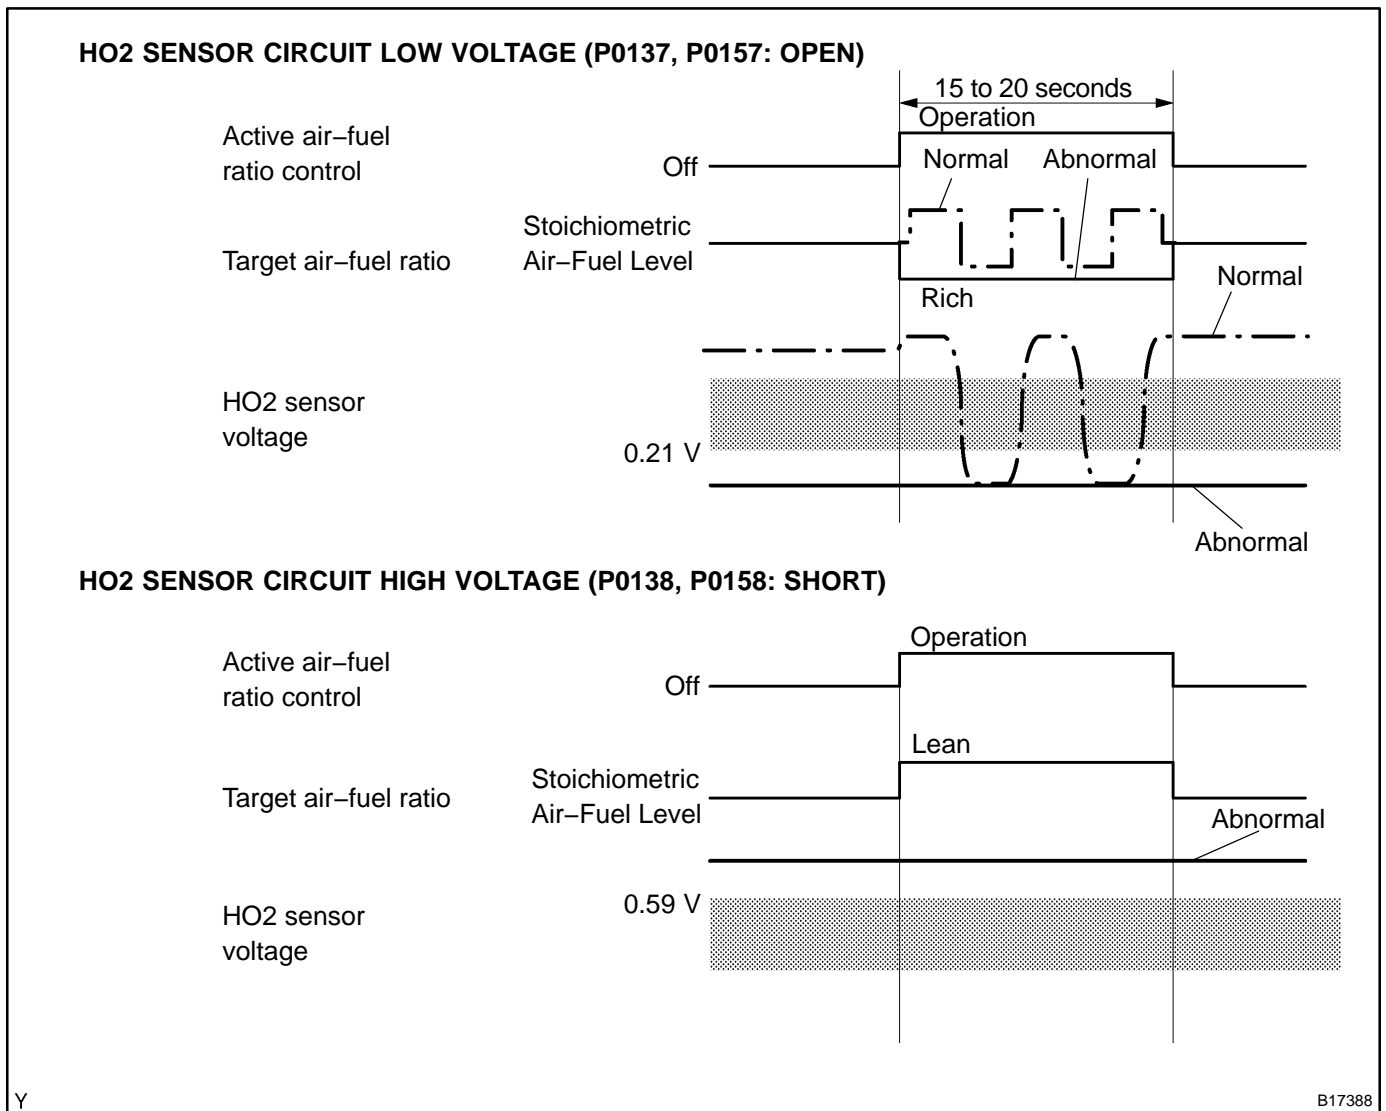 HO2 SENSOR CIRCUIT LOW VOLTAGE (P0137, P0157: OPEN)
15 to 20 seconds
Operation
Active air−fuel
ratio control
Off
Normal
Abnormal
Stoichiometric
Air−Fuel Level
Target air−fuel ratio
Rich
Normal
HO2 sensor
voltage
0.21 V
Abnormal
HO2 SENSOR CIRCUIT HIGH VOLTAGE (P0138, P0158: SHORT)
Operation
Active air−fuel
ratio control
Off
Lean
Stoichiometric
Air−Fuel Level
Target air−fuel ratio
Abnormal
0.59 V
HO2 sensor
voltage
Y
B17388